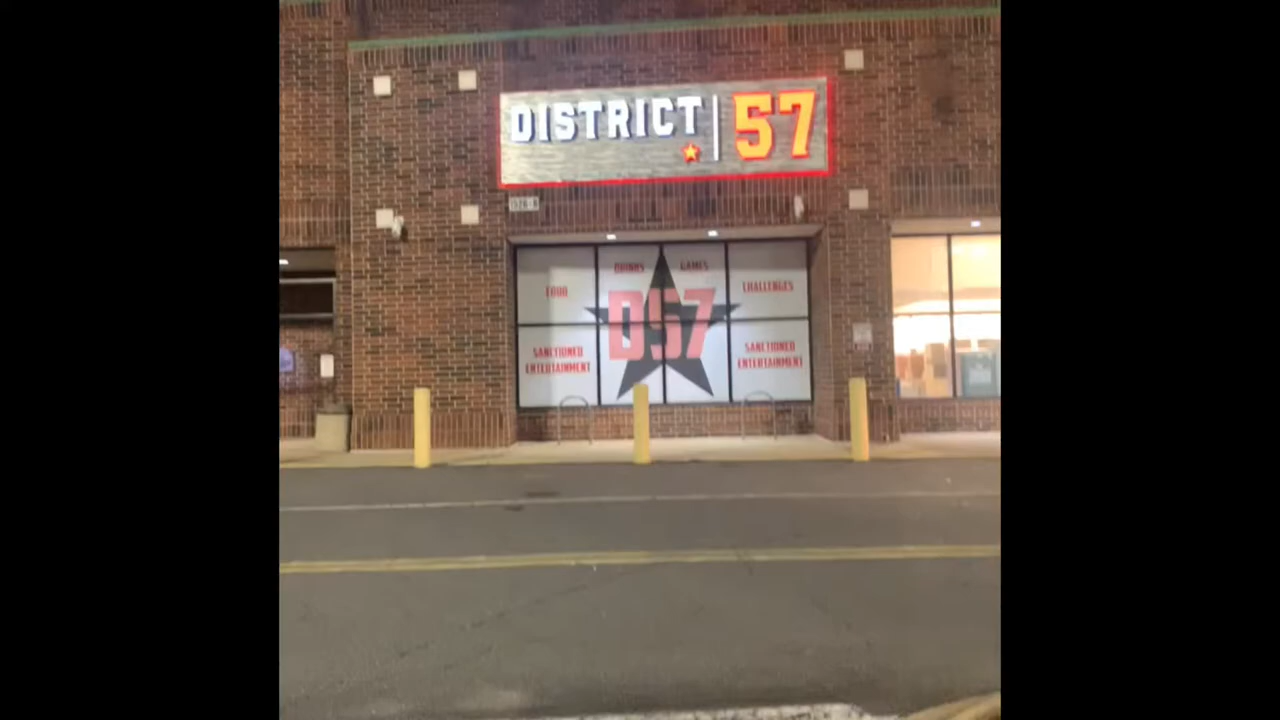 DISTRICT | 57
DRINKS
GAMES
FOOD
CHALLENGES
D57
SANCTIONED
ENTERTAINMENT
SANCTIONED
ENTERTAINMENT